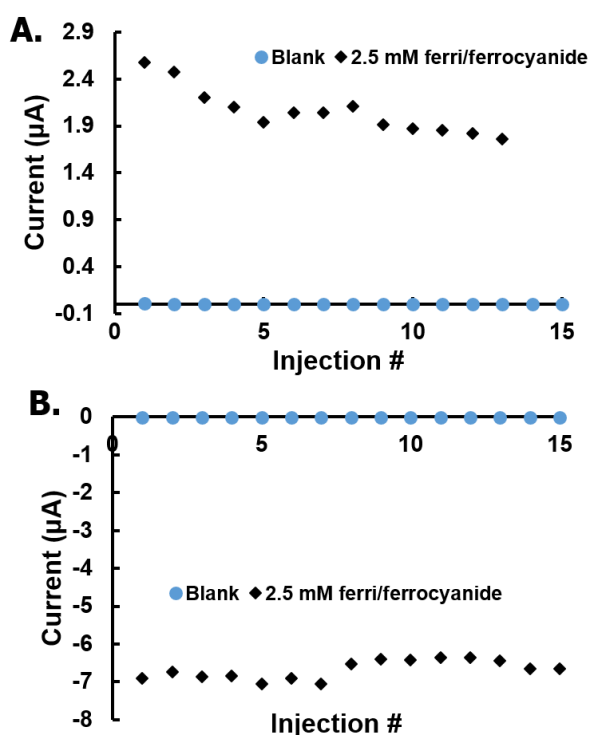 A.
2.9
2.4
1.9
1.4
0.9
0.4
-0.1
Current (µA)
Blank 2.5 mM ferri/ferrocyanide
0 5 10 15
Injection #
B.
0
-1
-2
-3
-4
-5
-6
-7
-8
Current (µA)
0 5 10 15
Blank 2.5 mM ferri/ferrocyanide
Injection #